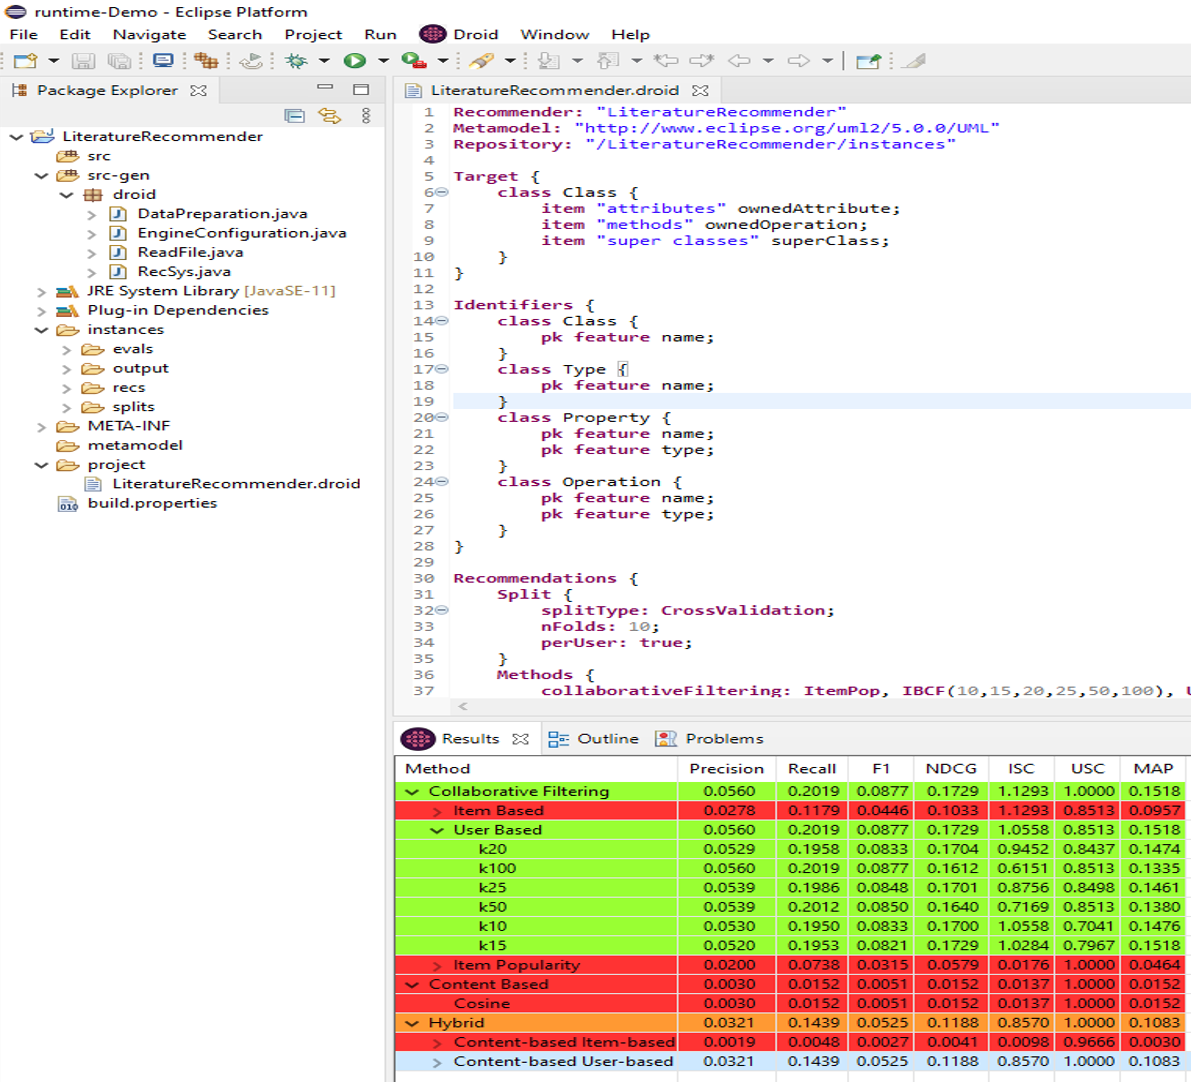 runtime-Demo - Eclipse Platform
File Edit Navigate Search Project Run Droid Window Help
Package Explorer
LiteratureRecommender
src
src-gen
droid
DataPreparation.java
EngineConfiguration.java
ReadFile.java
RecSys.java
JRE System Library [JavaSE-11]
Plug-in Dependencies
instances
evals
output
recs
splits
META-INF
metamodel
project
LiteratureRecommender.droid
build.properties
LiteratureRecommender.droid
1 Recommender: "LiteratureRecommender"
2 Metamodel: "http://www.eclipse.org/uml2/5.0.0/UML"
3 Repository: "/LiteratureRecommender/instances"
4
5 Target {
6 class Class {
7 item "attributes" ownedAttribute;
8 item "methods" ownedOperation;
9 item "super classes" superClass;
10 }
11 }
12
13 Identifiers {
14 class Class {
15 pk feature name;
16 }
17 class Type {
18 pk feature name;
19 }
20 class Property {
21 pk feature name;
22 pk feature type;
23 }
24 class Operation {
25 pk feature name;
26 pk feature type;
27 }
28 }
29
30 Recommendations {
31 Split {
32 splitType: CrossValidation;
33 nFolds: 10;
34 perUser: true;
35 }
36 Methods {
37 collaborativeFiltering: ItemPop, IBCF(10,15,20,25,50,100),
Results Outline Problems
Method Precision Recall F1 NDCG ISC USC MAP
Collaborative Filtering 0.0560 0.2019 0.0877 0.1729 1.1293 1.0000 0.1518
Item Based 0.0278 0.1179 0.0446 0.1033 1.1293 0.8513 0.0957
User Based 0.0560 0.2019 0.0877 0.1729 1.0558 0.8513 0.1518
k20 0.0529 0.1958 0.0833 0.1704 0.9452 0.8437 0.1474
k100 0.0560 0.2019 0.0877 0.1612 0.6151 0.8513 0.1335
k25 0.0539 0.1986 0.0848 0.1701 0.8756 0.8498 0.1461
k50 0.0539 0.2012 0.0850 0.1640 0.7169 0.8513 0.1380
k10 0.0530 0.1950 0.0833 0.1700 1.0558 0.7041 0.1476
k15 0.0520 0.1953 0.0821 0.1729 1.0284 0.7967 0.1518
Item Popularity 0.0200 0.0738 0.0315 0.0579 0.0176 1.0000 0.0464
Content Based 0.0030 0.0152 0.0051 0.0152 0.0137 1.0000 0.0152
Cosine 0.0030 0.0152 0.0051 0.0152 0.0137 1.0000 0.0152
Hybrid 0.0321 0.1439 0.0525 0.1188 0.8570 1.0000 0.1083
Content-based Item-based 0.0019 0.0048 0.0027 0.0041 0.0098 0.9666 0.0030
Content-based User-based 0.0321 0.1439 0.0525 0.1188 0.8570 1.0000 0.1083